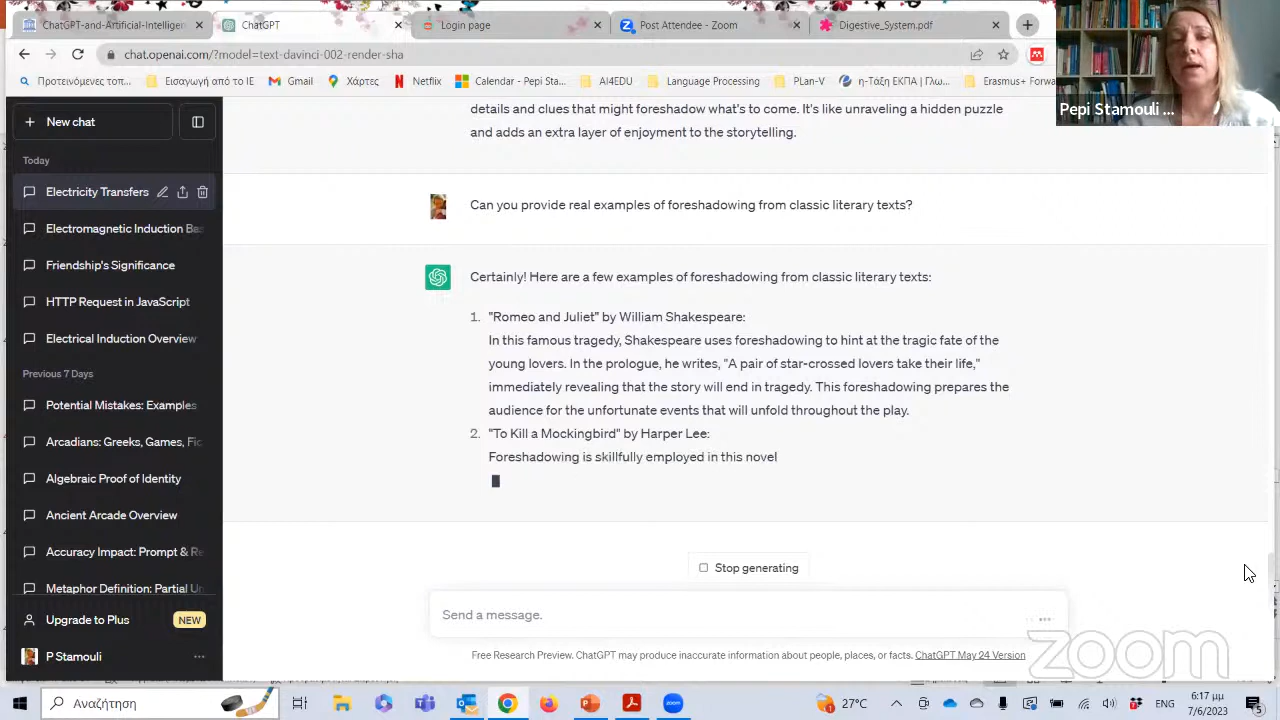 ChatGPT-and-Artificial-Intelligen
ChatGPT
Login page
Post Attendee - Zoom
Digestive_System.pdf
chat.openai.com/?model=text-davinci-002-render-sha
Προτεινόμενες τοπ...
Εισαγωγή από το IE
Gmail
Χάρτες
Netflix
Calendar - Pepi Sta...
AI4EDU
Language Processing
PLan-V
η-Τάξη ΕΚΠΑ | Γλω...
Erasmus+ Forwa
Pepi Stamouli ...
New chat
Today
Electricity Transfers
Electromagnetic Induction Ba
Friendship's Significance
HTTP Request in JavaScript
Electrical Induction Overview
Previous 7 Days
Potential Mistakes: Examples
Arcadians: Greeks, Games, Fic
Algebraic Proof of Identity
Ancient Arcade Overview
Accuracy Impact: Prompt & Re
Metaphor Definition: Partial Un
Upgrade to Plus
NEW
P Stamouli
details and clues that might foreshadow what's to come. It's like unraveling a hidden puzzle
and adds an extra layer of enjoyment to the storytelling.
Can you provide real examples of foreshadowing from classic literary texts?
Certainly! Here are a few examples of foreshadowing from classic literary texts:
1. "Romeo and Juliet" by William Shakespeare:
In this famous tragedy, Shakespeare uses foreshadowing to hint at the tragic fate of the
young lovers. In the prologue, he writes, "A pair of star-crossed lovers take their life,"
immediately revealing that the story will end in tragedy. This foreshadowing prepares the
audience for the unfortunate events that will unfold throughout the play.
2. "To Kill a Mockingbird" by Harper Lee:
Foreshadowing is skillfully employed in this novel
Stop generating
Send a message.
Free Research Preview. ChatGPT may produce inaccurate information about people, places, or facts. ChatGPT May 24 Version
zoom
Αναζήτηση
27°C
6:17 μμ
7/6/2023
5